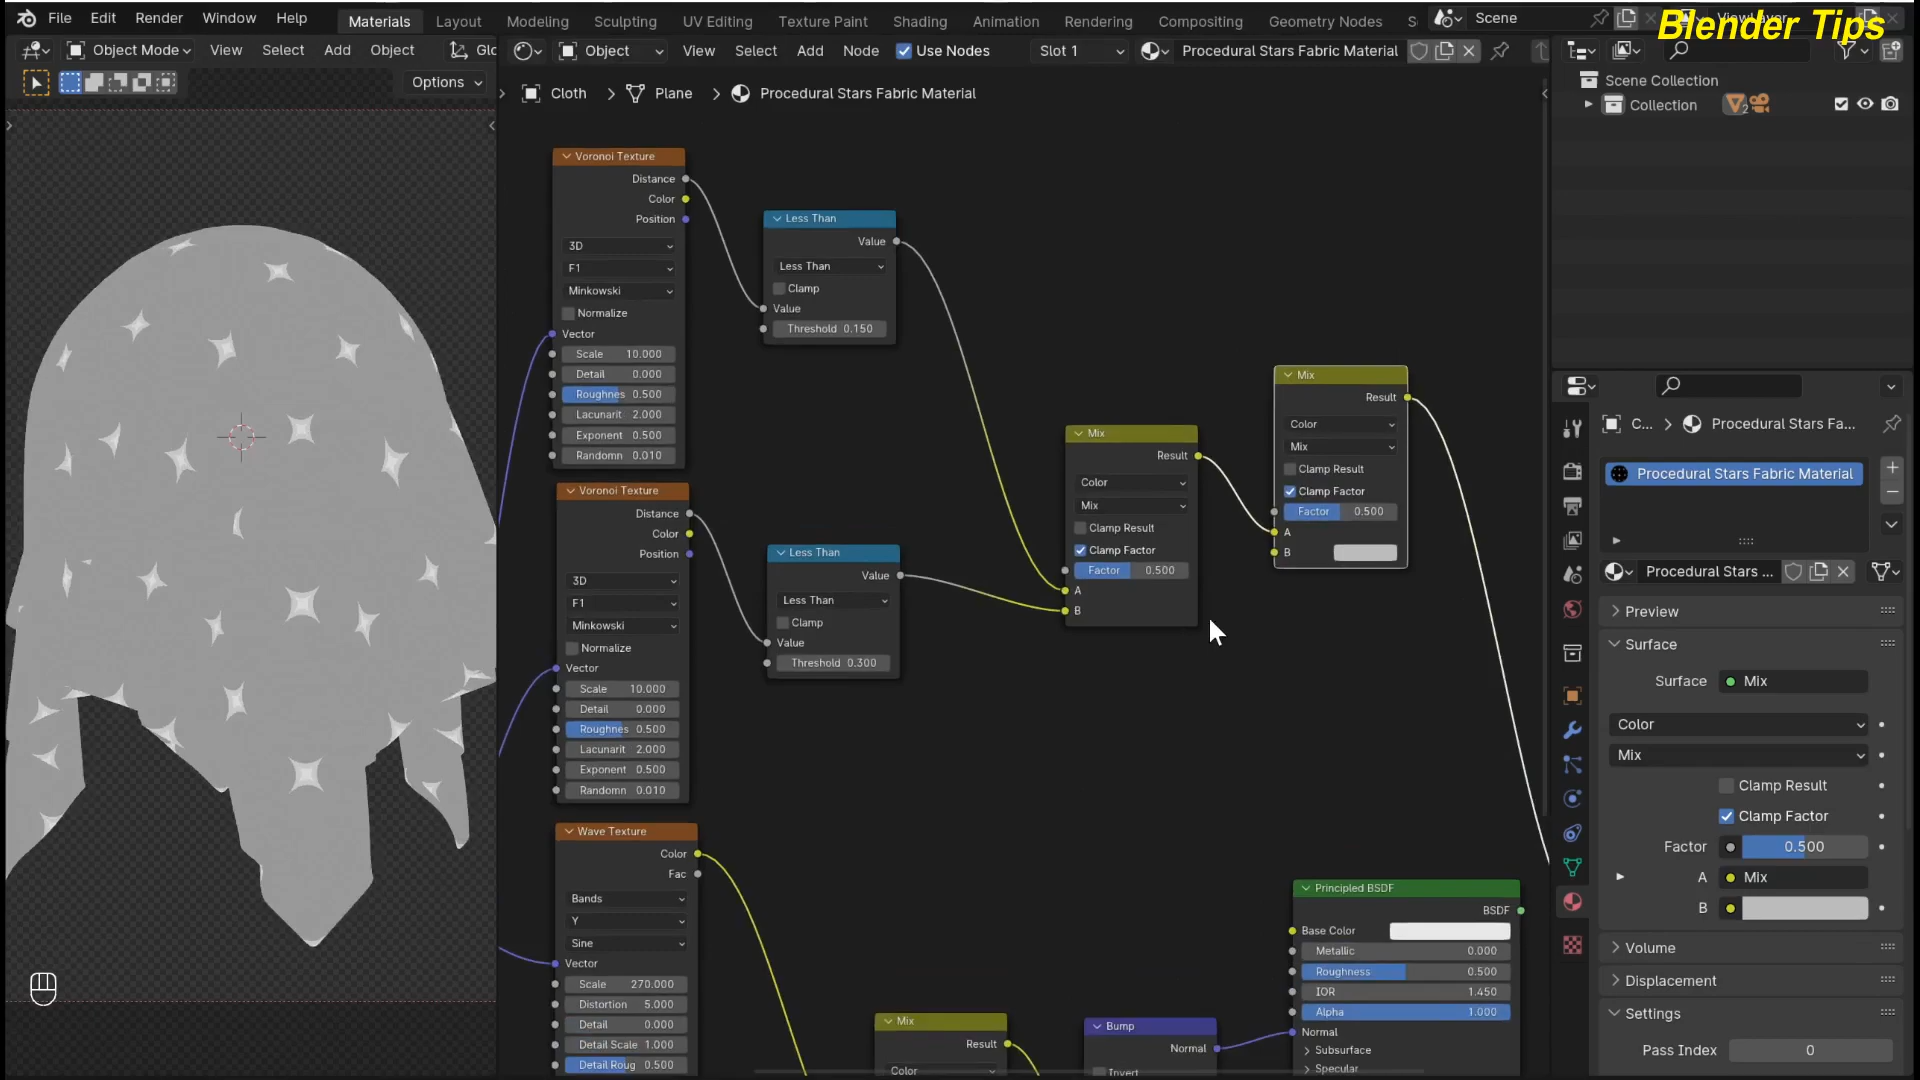 File Edit Render Window Help Materials Layout Modeling Sculpting UV Editing Texture Paint Shading Animation Rendering Compositing Geometry Nodes S Scene
Blender Tips
Object Mode View Select Add Object Glc
Object View Select Add Node Use Nodes Slot 1 Procedural Stars Fabric Material
Options
Cloth > Plane > Procedural Stars Fabric Material
Scene Collection
Collection
2
Voronoi Texture
Distance
Color
Position
3D
F1
Minkowski
Normalize
Vector
Scale 10.000
Detail 0.000
Roughnes 0.500
Lacunarit 2.000
Exponent 0.500
Randomn 0.010
Less Than
Value
Less Than
Clamp
Value
Threshold 0.150
Voronoi Texture
Distance
Color
Position
3D
F1
Minkowski
Normalize
Vector
Scale 10.000
Detail 0.000
Roughnes 0.500
Lacunarit 2.000
Exponent 0.500
Randomn 0.010
Less Than
Value
Less Than
Clamp
Value
Threshold 0.300
Mix
Result
Color
Mix
Clamp Result
Clamp Factor
Factor 0.500
A
B
Mix
Result
Color
Mix
Clamp Result
Clamp Factor
Factor 0.500
A
B
Wave Texture
Color
Fac
Bands
Y
Sine
Vector
Scale 270.000
Distortion 5.000
Detail 0.000
Detail Scale 1.000
Detail Roug 0.500
Mix
Result
Color
Bump
Normal
Invert
Principled BSDF
BSDF
Base Color
Metallic 0.000
Roughness 0.500
IOR 1.450
Alpha 1.000
Normal
Subsurface
Specular
C... > Procedural Stars Fa...
Procedural Stars Fabric Material
Procedural Stars ...
Preview
Surface
Surface Mix
Color
Mix
Clamp Result
Clamp Factor
Factor 0.500
A Mix
B
Volume
Displacement
Settings
Pass Index 0